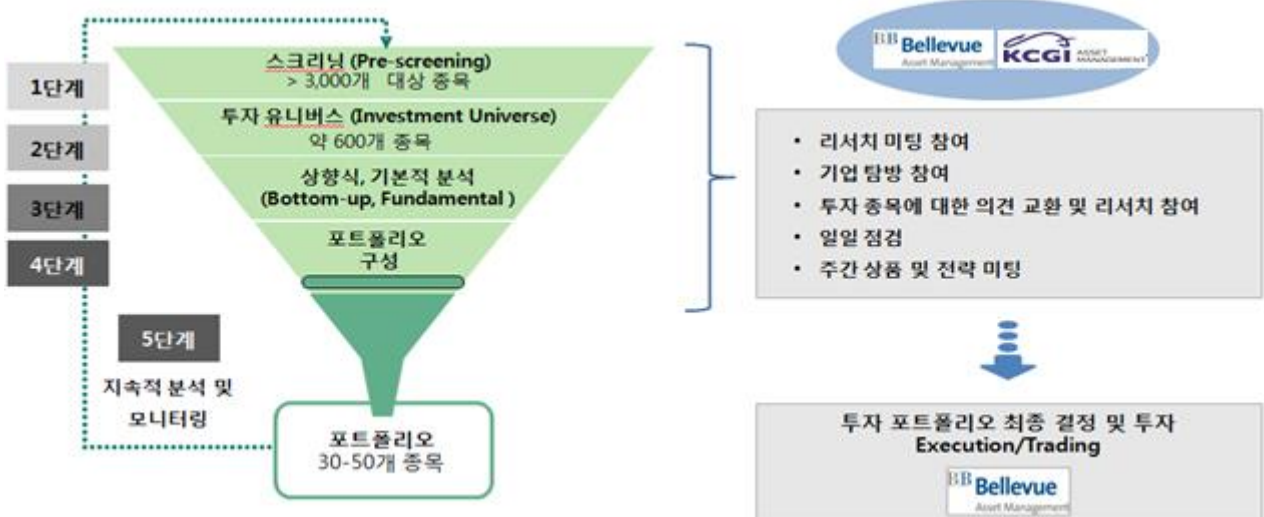 1단계
2단계
3단계
4단계
스크리닝 (Pre-screening)
> 3,000개 대상 종목
투자 유니버스 (Investment Universe)
약 600개 종목
상향식, 기본적 분석
(Bottom-up, Fundamental )
포트폴리오
구성
5단계
지속적 분석 및
모니터링
포트폴리오
30-50개 종목
BB Bellevue
Asset Management
KCGI ASSET
MANAGEMENT
• 리서치 미팅 참여
• 기업 탐방 참여
• 투자 종목에 대한 의견 교환 및 리서치 참여
• 일일 점검
• 주간 상품 및 전략 미팅
투자 포트폴리오 최종 결정 및 투자
Execution/Trading
BB Bellevue
Asset Management